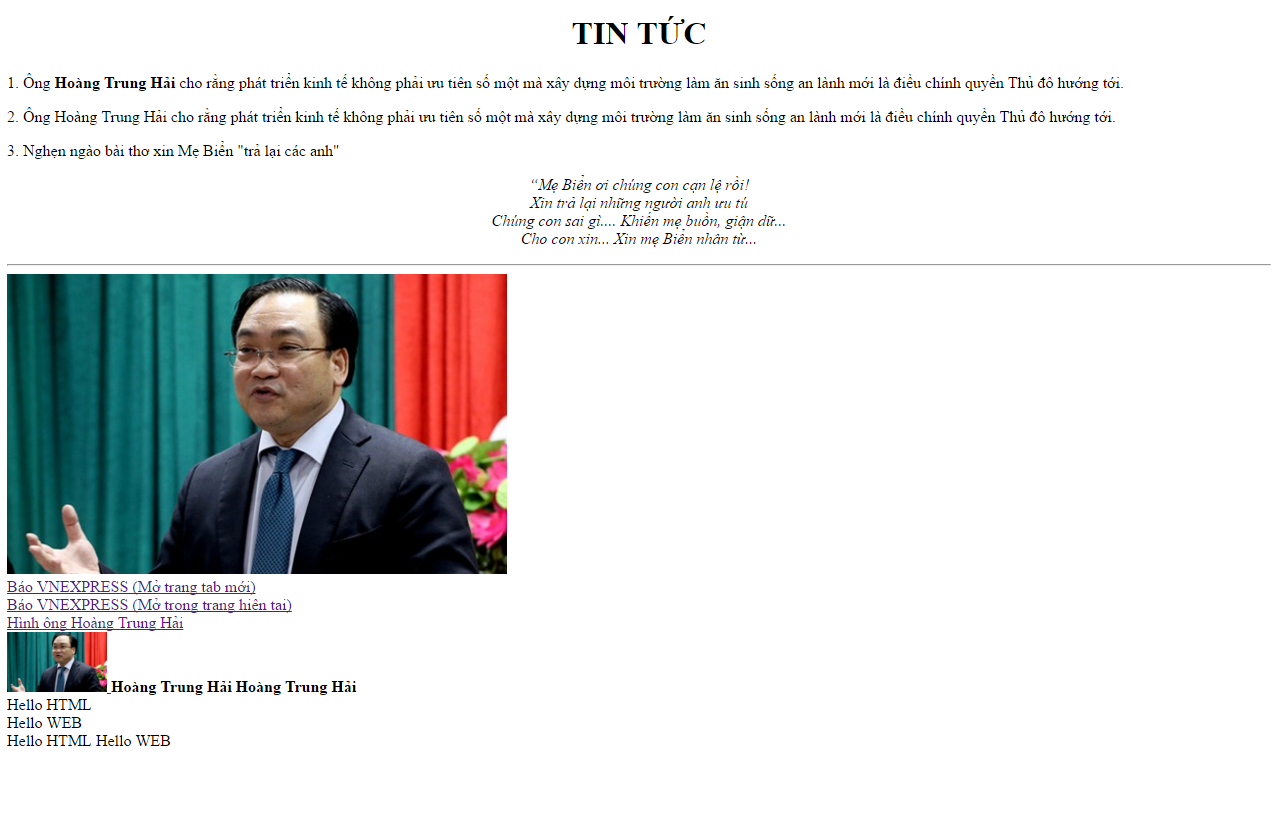 TIN TỨC
1. Ông Hoàng Trung Hải cho rằng phát triển kinh tế không phải ưu tiên số một mà xây dựng môi trường làm ăn sinh sống an lành mới là điều chính quyền Thủ đô hướng tới.
2. Ông Hoàng Trung Hải cho rằng phát triển kinh tế không phải ưu tiên số một mà xây dựng môi trường làm ăn sinh sống an lành mới là điều chính quyền Thủ đô hướng tới.
3. Nghẹn ngào bài thơ xin Mẹ Biển "trả lại các anh"
“Mẹ Biển ơi chúng con cạn lệ rồi!
Xin trả lại những người anh ưu tú
Chúng con sai gì.... Khiến mẹ buồn, giận dữ...
Cho con xin... Xin mẹ Biển nhân từ...
Báo VNEXPRESS (Mở trang tab mới)
Báo VNEXPRESS (Mở trong trang hiên tai)
Hình ông Hoàng Trung Hải
Hoàng Trung Hải Hoàng Trung Hải
Hello HTML
Hello WEB
Hello HTML Hello WEB